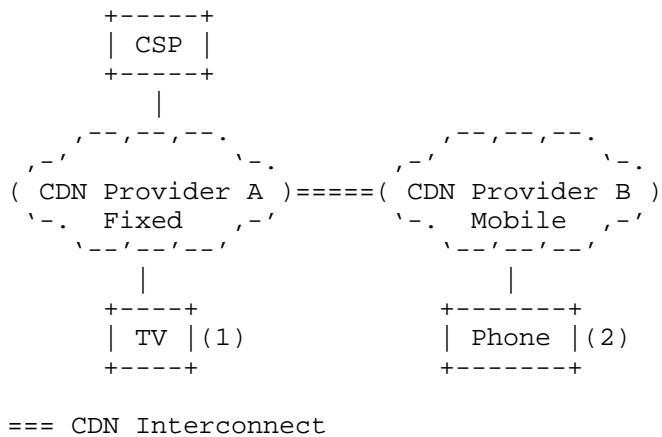 CSP
CDN Provider A )=====( CDN Provider B
Fixed Mobile
TV (1) Phone (2)
=== CDN Interconnect